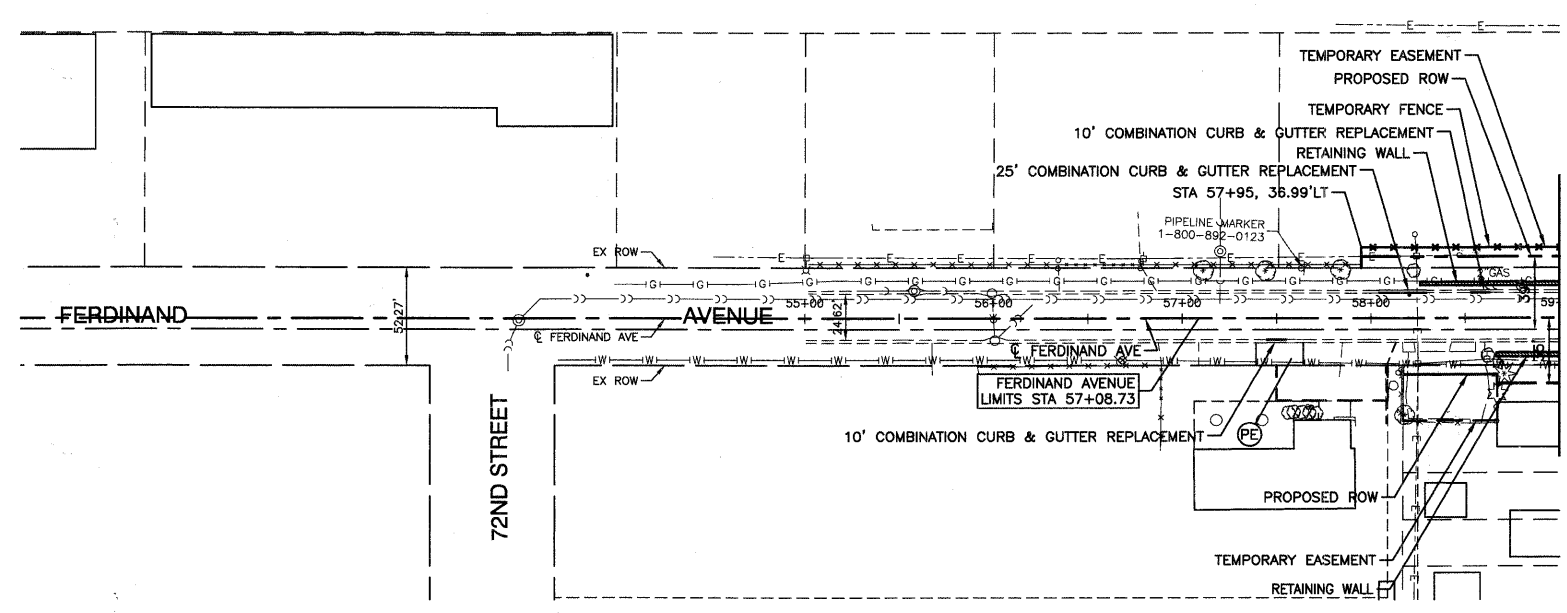 E E
TEMPORARY EASEMENT
PROPOSED ROW
TEMPORARY FENCE
10' COMBINATION CURB & GUTTER REPLACEMENT
RETAINING WALL
25' COMBINATION CURB & GUTTER REPLACEMENT
STA 57+95, 36.99'LT
PIPELINE MARKER
1-800-892-0123
EX ROW
E E E E E E
G G G G G G G G G G G G G G
GAS
55+00 56+00 57+00 58+00
FERDINAND AVENUE
52.27'
24.62'
℄ FERDINAND AVE
℄ FERDINAND AVE
W W W W W W W W W W W W W W
EX ROW
FERDINAND AVENUE
LIMITS STA 57+08.73
72ND STREET
10' COMBINATION CURB & GUTTER REPLACEMENT
PE
PROPOSED ROW
TEMPORARY EASEMENT
RETAINING WALL